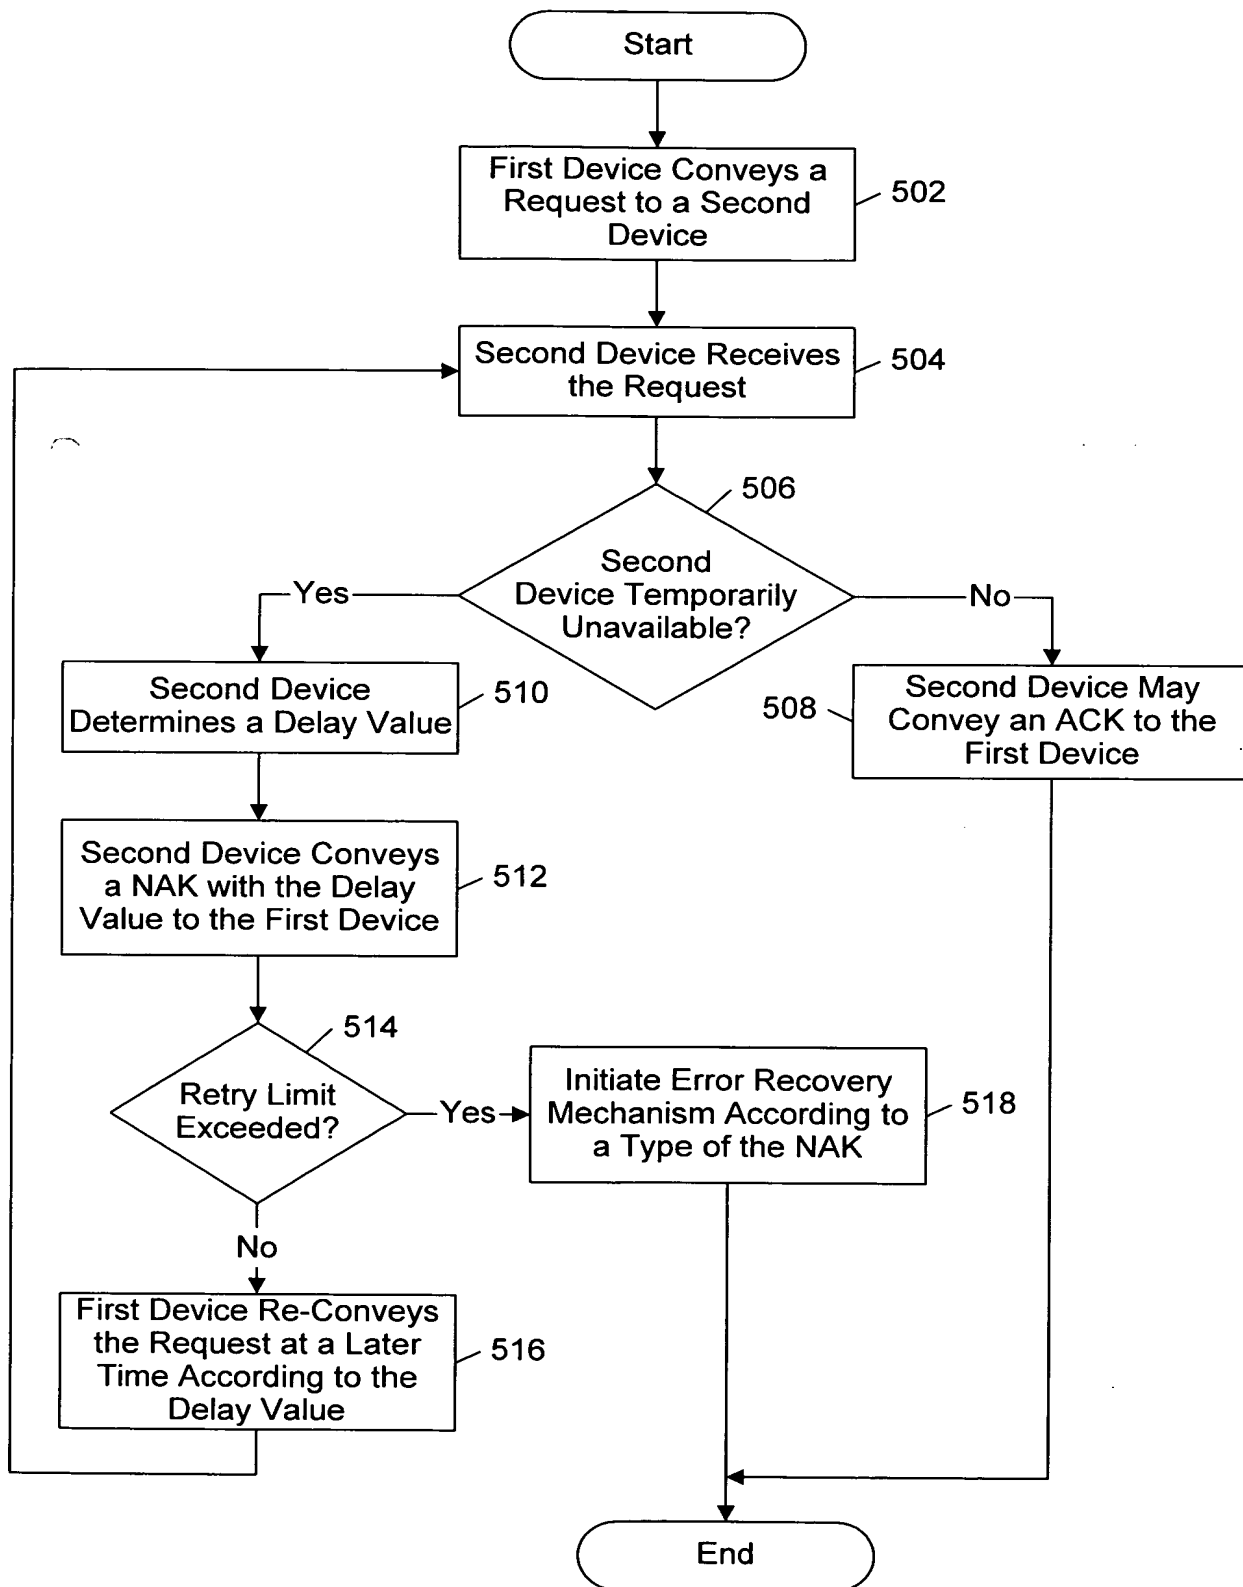 Start
First Device Conveys a
Request to a Second
Device
502
Second Device Receives
the Request
504
506
Second
Device Temporarily
Unavailable?
Yes
No
Second Device
Determines a Delay Value
510
508
Second Device May
Convey an ACK to the
First Device
Second Device Conveys
a NAK with the Delay
Value to the First Device
512
514
Retry Limit
Exceeded?
Yes
Initiate Error Recovery
Mechanism According to
a Type of the NAK
518
No
First Device Re-Conveys
the Request at a Later
Time According to the
Delay Value
516
End